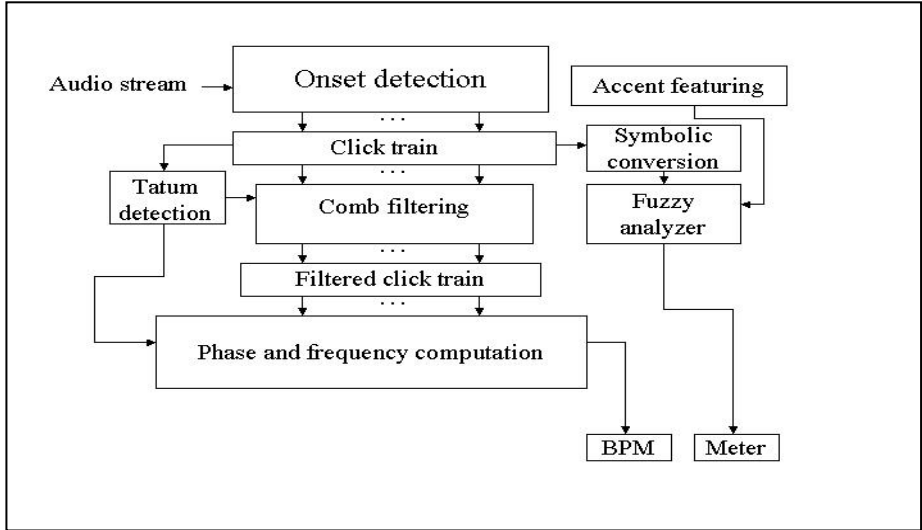 Audio stream
Onset detection
Accent featuring
. . .
Click train
Symbolic
conversion
. . .
Tatum
detection
Comb filtering
Fuzzy
analyzer
. . .
Filtered click train
. . .
Phase and frequency computation
BPM
Meter